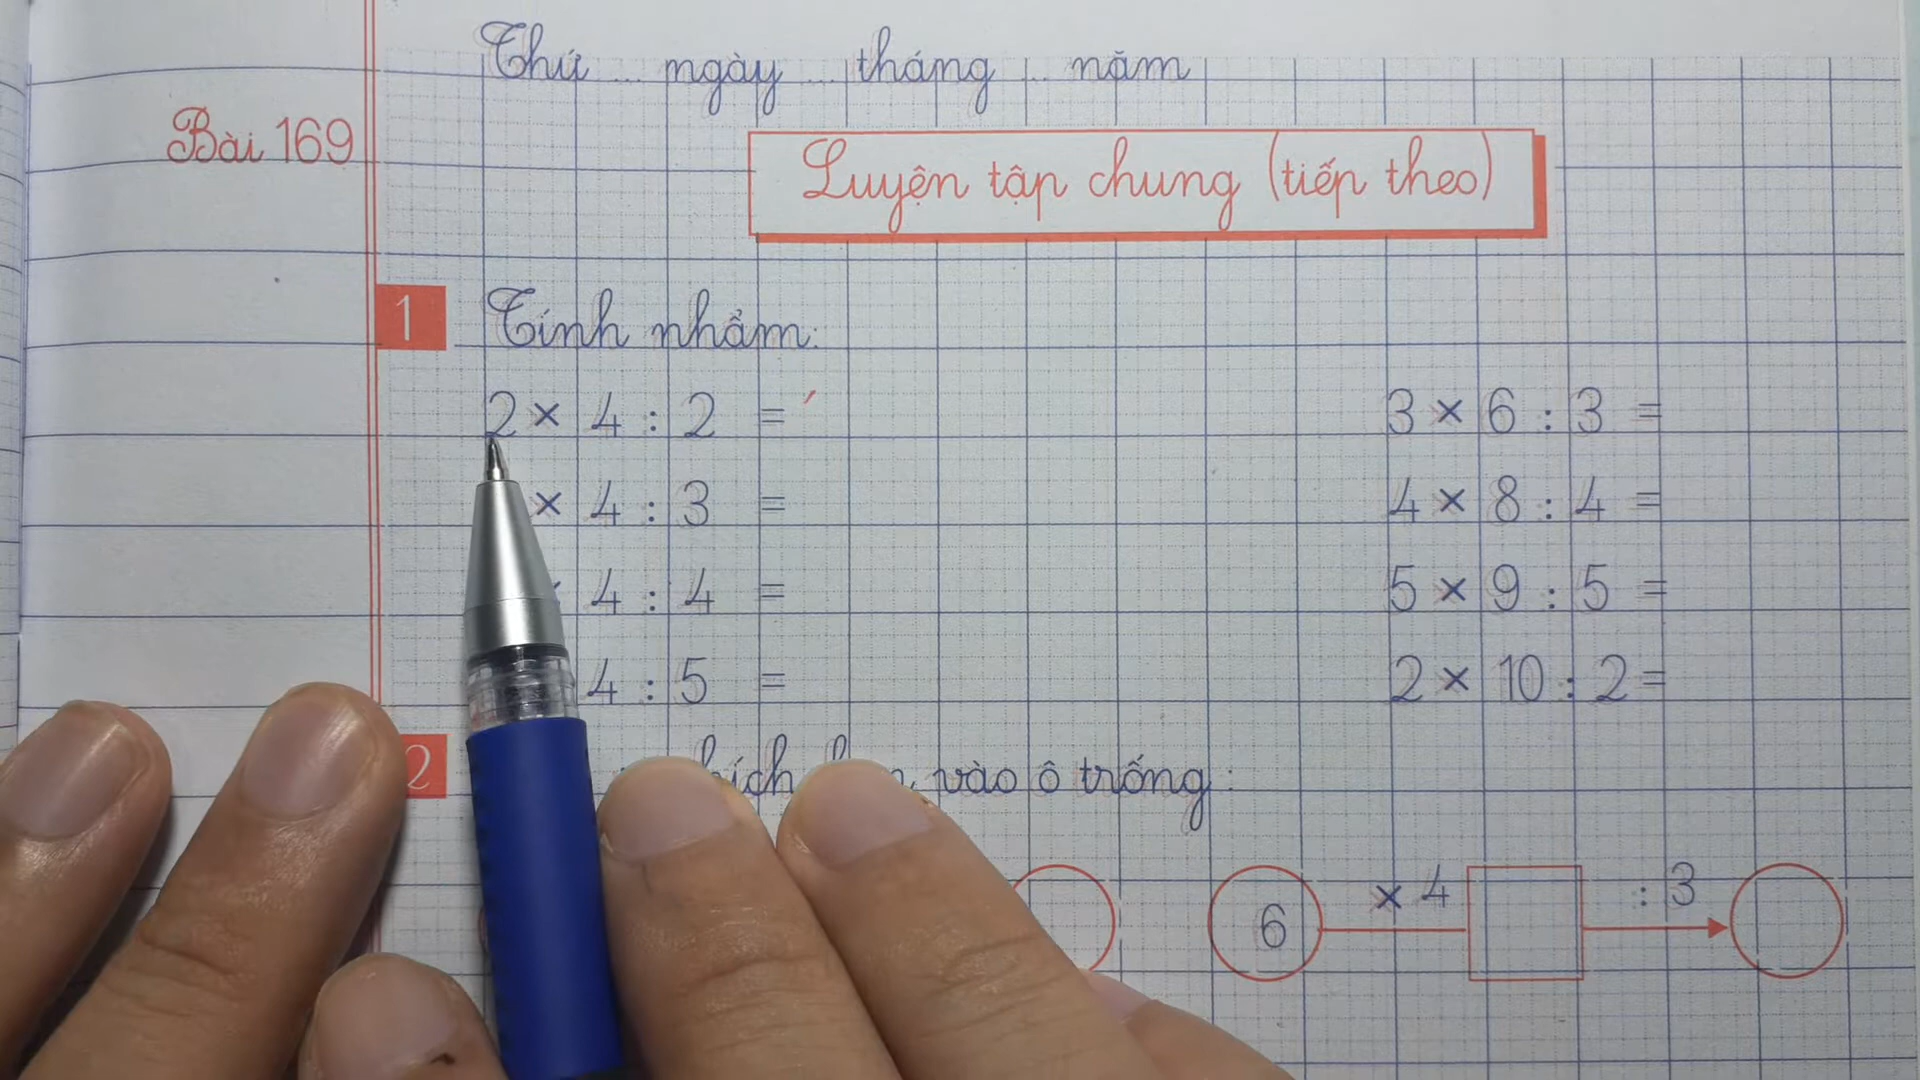 Thứ ... ngày ... tháng ... năm
Bài 169
Luyện tập chung (tiếp theo)
1 Tính nhẩm:
2 × 4 : 2 =
3 × 6 : 3 =
× 4 : 3 =
4 × 8 : 4 =
4 : 4 =
5 × 9 : 5 =
4 : 5 =
2 × 10 : 2 =
2 vào ô trống:
6 × 4 : 3